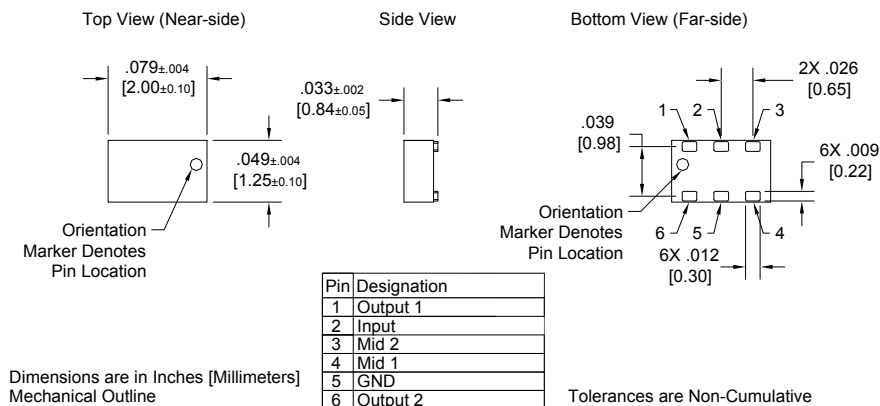 Top View (Near-side)
Side View
Bottom View (Far-side)
.079±.004
[2.00±0.10]
.033±.002
[0.84±0.05]
.049±.004
[1.25±0.10]
Orientation
Marker Denotes
Pin Location
2X .026
[0.65]
1
2
3
.039
[0.98]
6X .009
[0.22]
Orientation
Marker Denotes
Pin Location
6
5
4
6X .012
[0.30]
Pin Designation
1 Output 1
2 Input
3 Mid 2
4 Mid 1
5 GND
6 Output 2
Dimensions are in Inches [Millimeters]
Mechanical Outline
Tolerances are Non-Cumulative